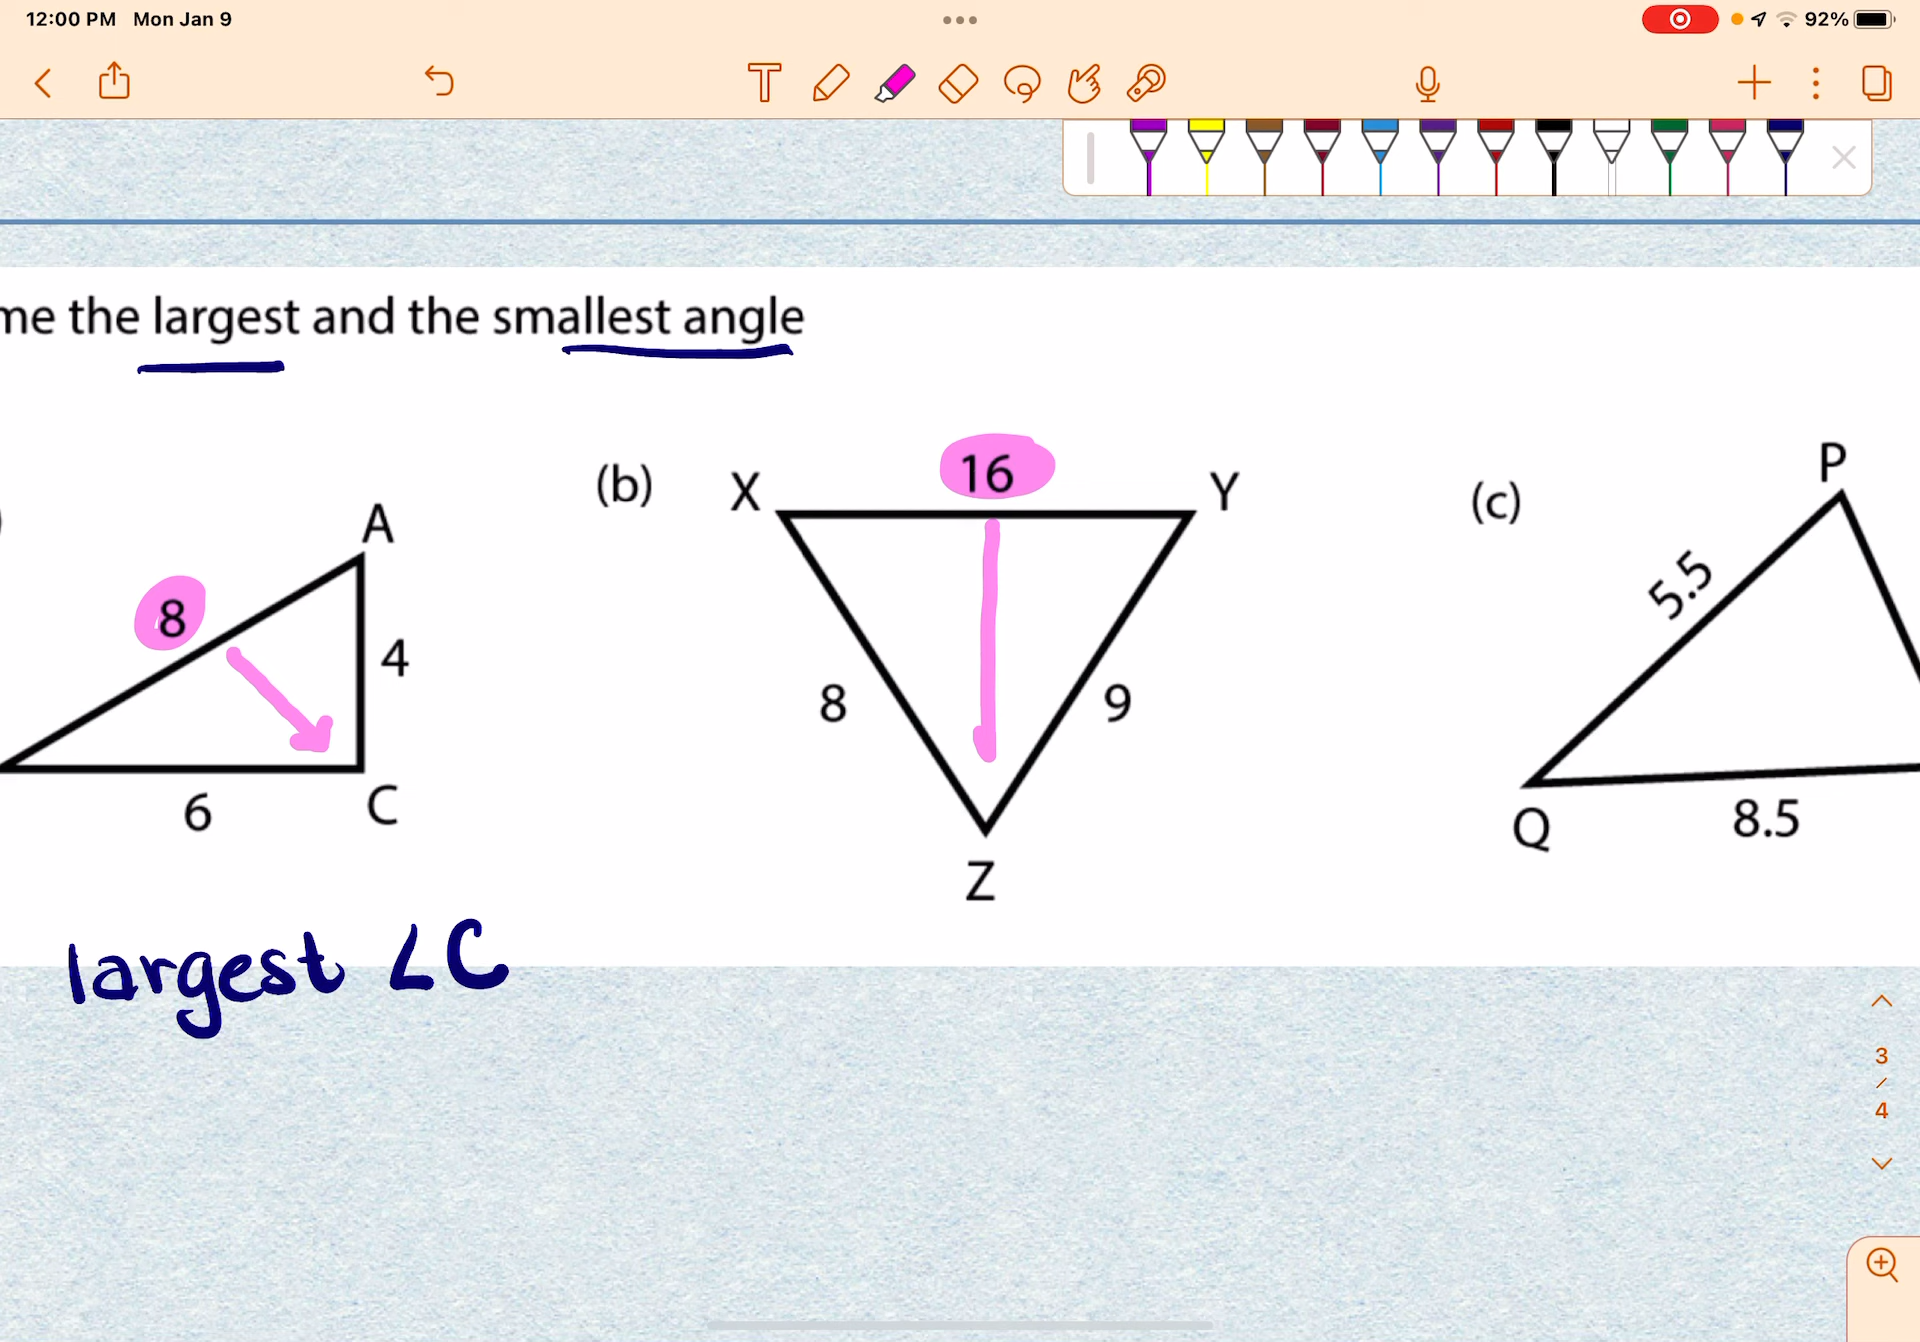 12:00 PM Mon Jan 9
92%
T
me the largest and the smallest angle
(b)
(c)
A
8
4
6
C
X
16
Y
8
9
Z
P
5.5
Q
8.5
largest ∠C
3
/
4